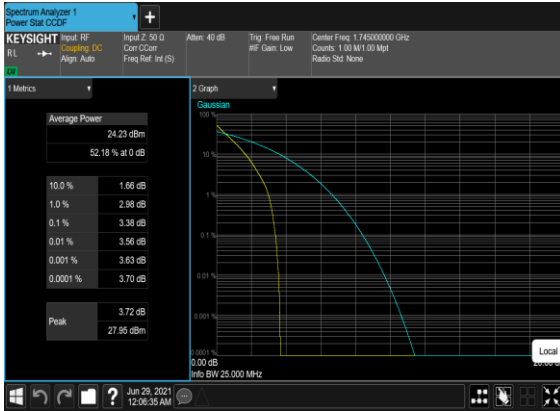 Spectrum Analyzer 1
Power Stat CCDF
KEYSIGHT
RL
Input: RF
Coupling: DC
Align: Auto
Input Z: 50 Ω
Corr CCorr
Freq Ref: Int (S)
Atten: 40 dB
Trig: Free Run
#IF Gain: Low
Center Freq: 1.745000000 GHz
Counts: 1.00 M/1.00 Mpt
Radio Std: None
1 Metrics
Average Power
24.23 dBm
52.18 % at 0 dB
10.0 % 1.66 dB
1.0 % 2.98 dB
0.1 % 3.38 dB
0.01 % 3.56 dB
0.001 % 3.63 dB
0.0001 % 3.70 dB
Peak
3.72 dB
27.95 dBm
2 Graph
Gaussian
100 %
10 %
1 %
0.1 %
0.01 %
0.001 %
0.0001 %
0.00 dB
Info BW 25.000 MHz
Local
Jun 29, 2021
12:06:35 AM